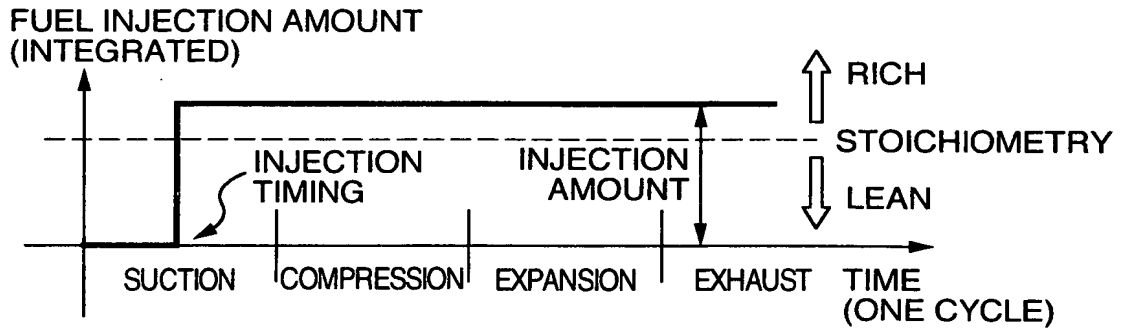 FUEL INJECTION AMOUNT
(INTEGRATED)
RICH
STOICHIOMETRY
INJECTION
TIMING
INJECTION
AMOUNT
LEAN
SUCTION
COMPRESSION
EXPANSION
EXHAUST
TIME
(ONE CYCLE)